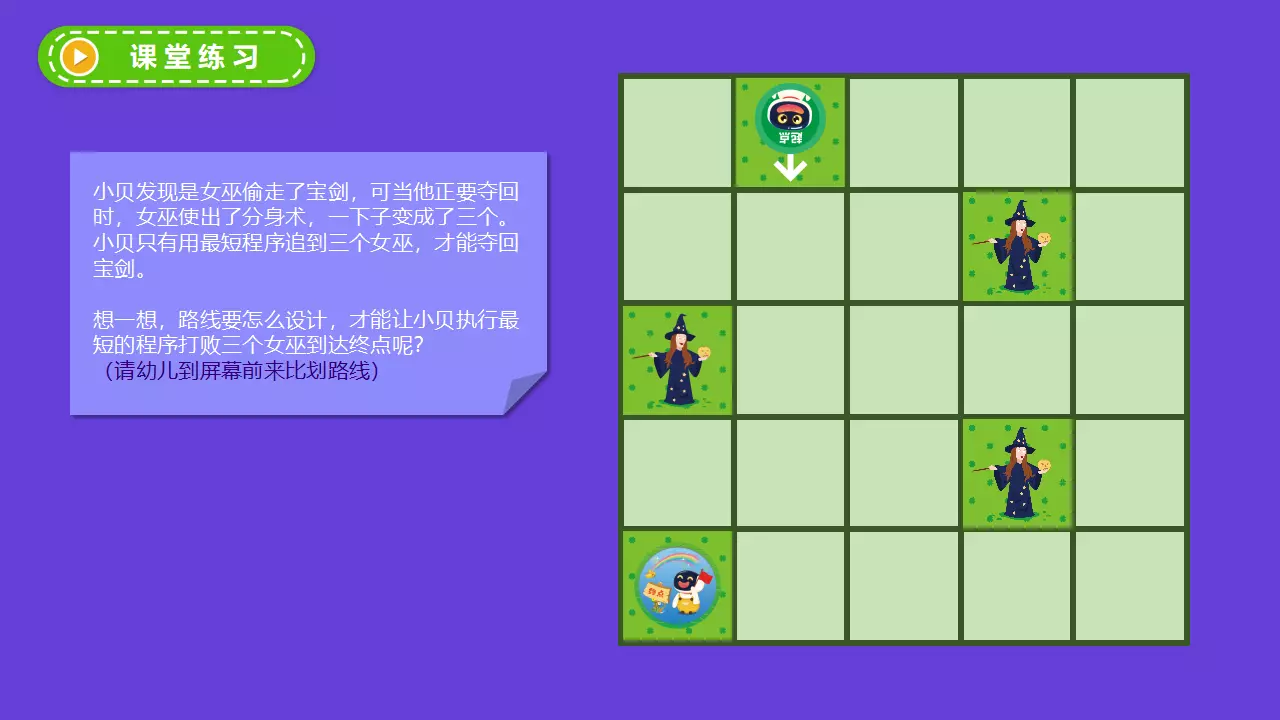 课堂练习
小贝发现是女巫偷走了宝剑，可当他正要夺回
时，女巫使出了分身术，一下子变成了三个。
小贝只有用最短程序追到三个女巫，才能夺回
宝剑。
想一想，路线要怎么设计，才能让小贝执行最
短的程序打败三个女巫到达终点呢？
（请幼儿到屏幕前来比划路线）
起点
终点